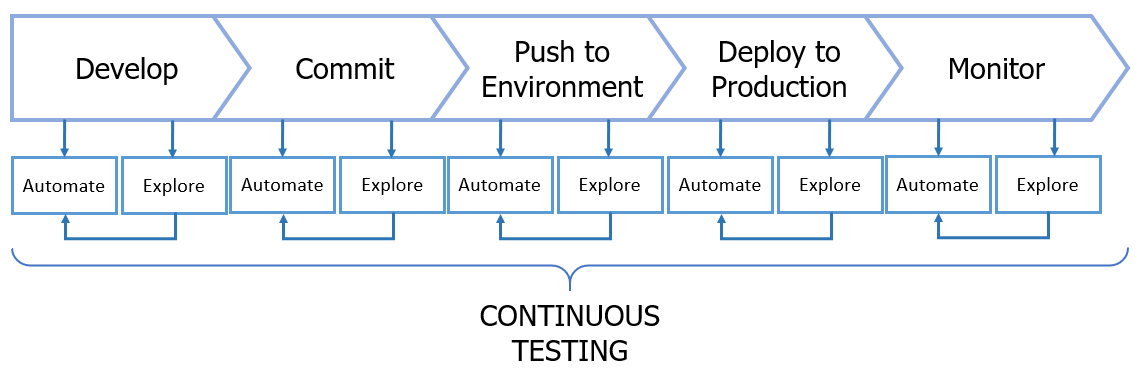 Develop
Commit
Push to
Environment
Deploy to
Production
Monitor
Automate
Explore
Automate
Explore
Automate
Explore
Automate
Explore
Automate
Explore
CONTINUOUS
TESTING